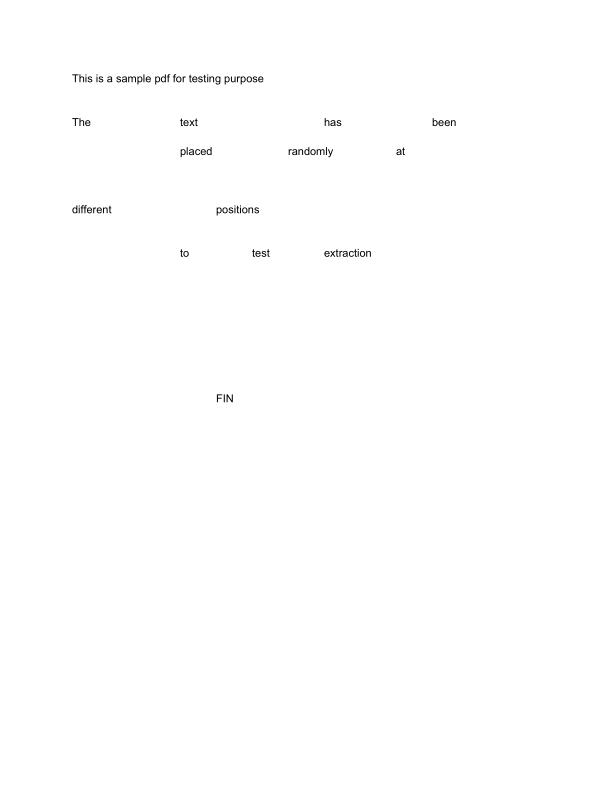 This is a sample pdf for testing purpose
The text has been
placed randomly at
different positions
to test extraction
FIN